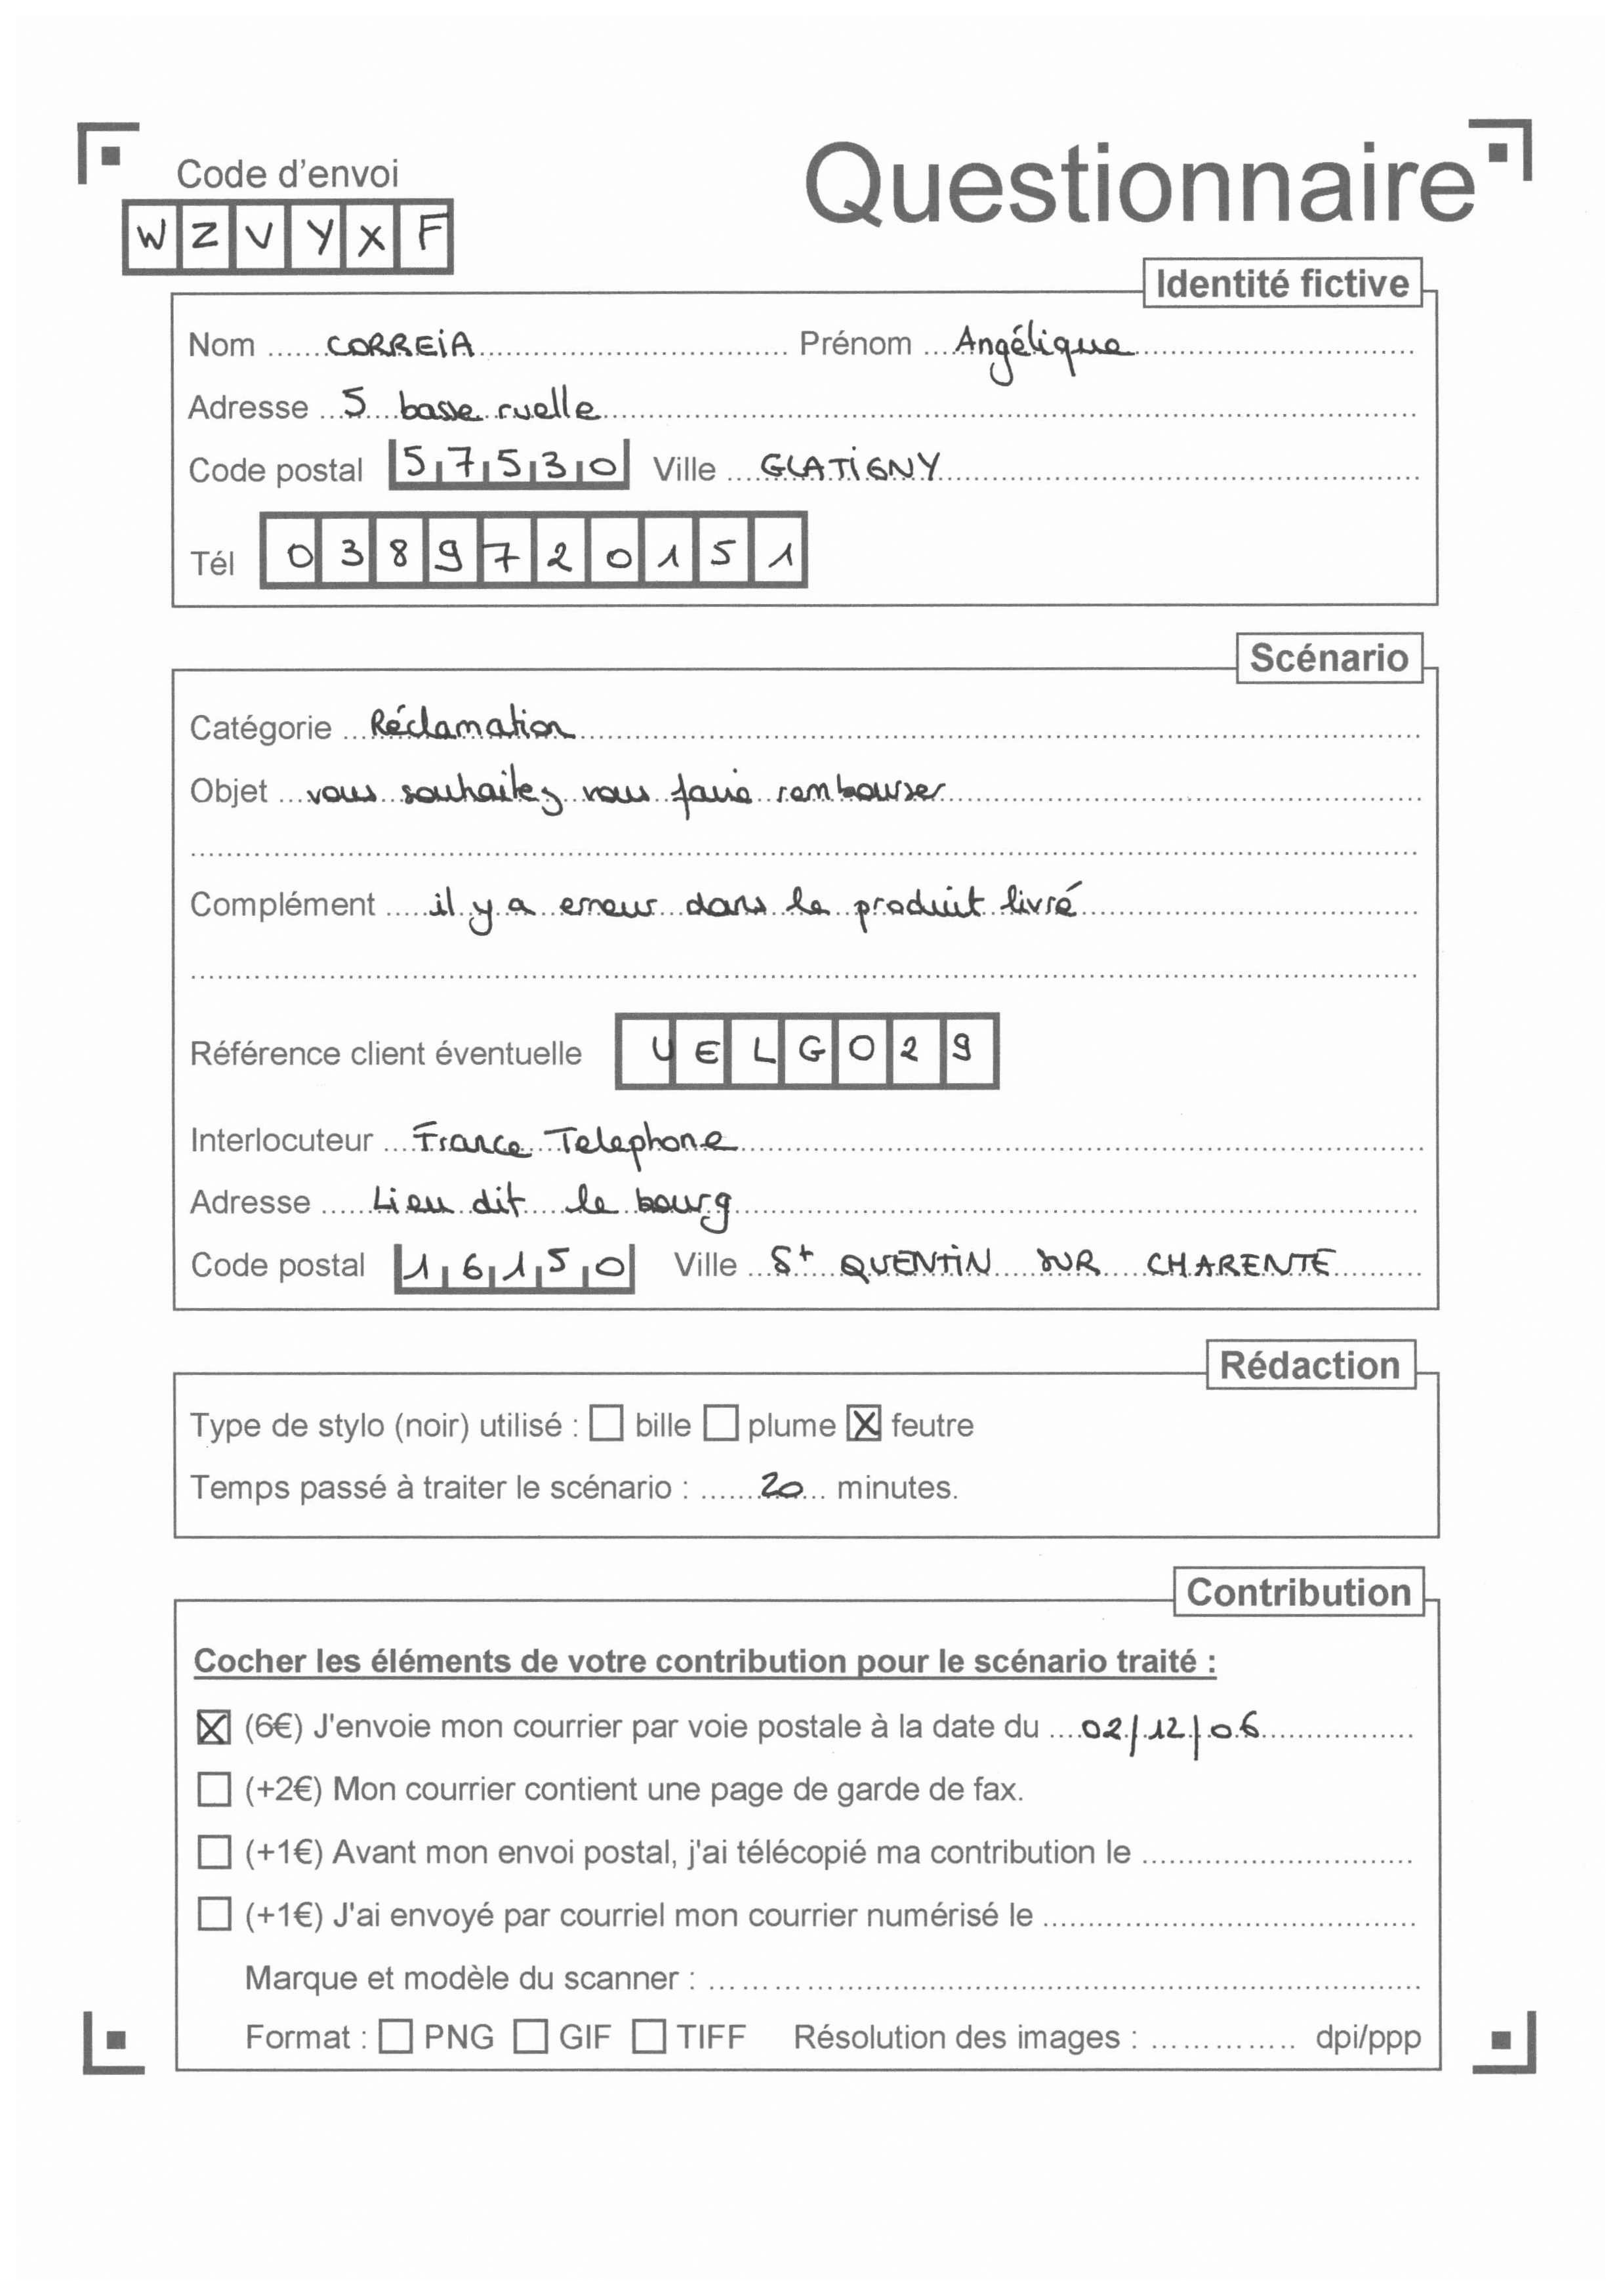 Questionnaire
Code d'envoi
W Z V Y X F
Identité fictive
Nom ...... CORREiA ...... Prénom ...... Angélique ......
Adresse ... 5 basse ruelle ......
Code postal 5 7 5 3 0 Ville ... GLATiGNY ......
Tél 0 3 8 9 7 2 0 1 5 1
Scénario
Catégorie ... Réclamation ......
Objet ... vous souhaitez vous faire rembourser ......
Complément ..... il y a erreur dans le produit livré ......
Référence client éventuelle U E L G 0 2 9
Interlocuteur ... France Telephone ......
Adresse ..... Lieu dit le bourg ......
Code postal 1 6 1 5 0 Ville ... St QUENTiN SUR CHARENTE ......
Rédaction
Type de stylo (noir) utilisé : ☐ bille ☐ plume ☒ feutre
Temps passé à traiter le scénario : ...... 20 ... minutes.
Contribution
Cocher les éléments de votre contribution pour le scénario traité :
☒ (6€) J'envoie mon courrier par voie postale à la date du .... 02/12/06 ......
☐ (+2€) Mon courrier contient une page de garde de fax.
☐ (+1€) Avant mon envoi postal, j'ai télécopié ma contribution le ......
☐ (+1€) J'ai envoyé par courriel mon courrier numérisé le ......
Marque et modèle du scanner : ......
Format : ☐ PNG ☐ GIF ☐ TIFF Résolution des images : ...... dpi/ppp